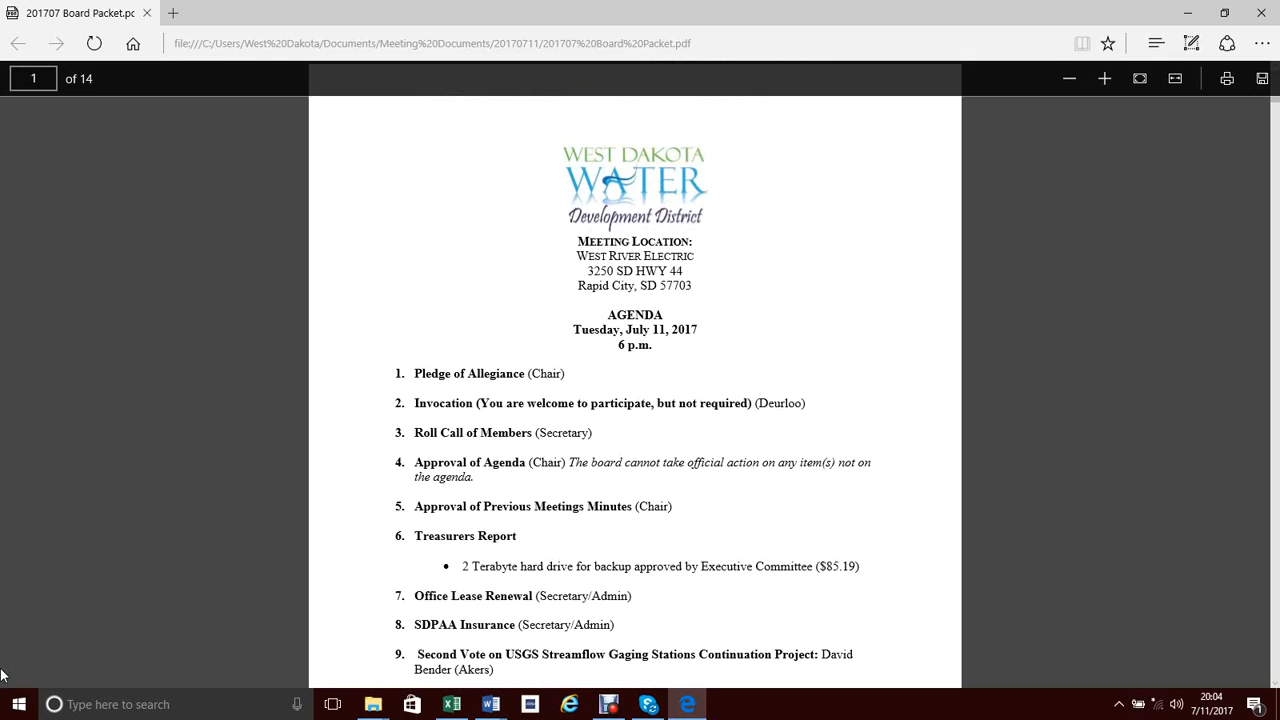 201707 Board Packet.pd
file:///C:/Users/West%20Dakota/Documents/Meeting%20Documents/20170711/201707%20Board%20Packet.pdf
1 of 14
WEST DAKOTA
WATER
Development District
MEETING LOCATION:
WEST RIVER ELECTRIC
3250 SD HWY 44
Rapid City, SD 57703
AGENDA
Tuesday, July 11, 2017
6 p.m.
1. Pledge of Allegiance (Chair)
2. Invocation (You are welcome to participate, but not required) (Deurloo)
3. Roll Call of Members (Secretary)
4. Approval of Agenda (Chair) The board cannot take official action on any item(s) not on
the agenda.
5. Approval of Previous Meetings Minutes (Chair)
6. Treasurers Report
• 2 Terabyte hard drive for backup approved by Executive Committee ($85.19)
7. Office Lease Renewal (Secretary/Admin)
8. SDPAA Insurance (Secretary/Admin)
9. Second Vote on USGS Streamflow Gaging Stations Continuation Project: David
Bender (Akers)
Type here to search
20:04
7/11/2017